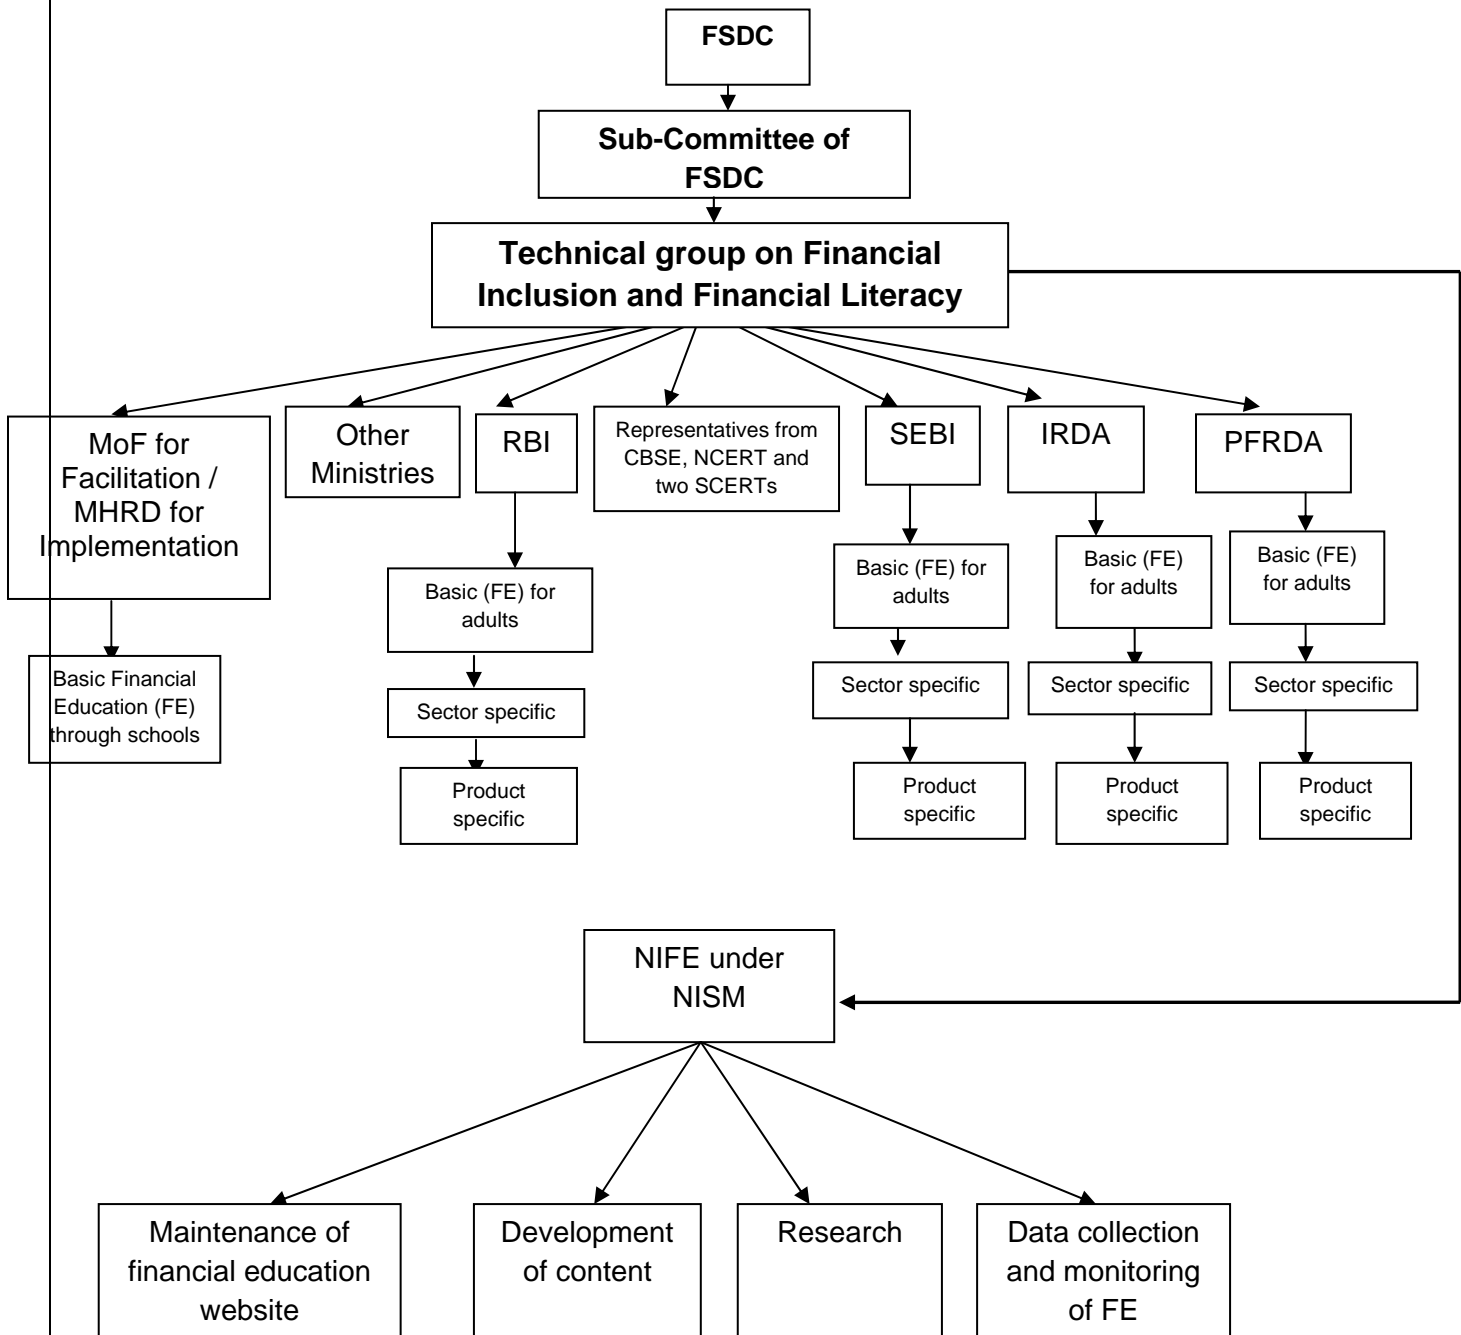 FSDC
Sub-Committee of
FSDC
Technical group on Financial
Inclusion and Financial Literacy
MoF for
Facilitation /
MHRD for
Implementation
Other
Ministries
RBI
Representatives from
CBSE, NCERT and
two SCERTs
SEBI
IRDA
PFRDA
Basic Financial
Education (FE)
through schools
Basic (FE) for
adults
Sector specific
Product
specific
Basic (FE) for
adults
Sector specific
Product
specific
Basic (FE)
for adults
Sector specific
Product
specific
Basic (FE)
for adults
Sector specific
Product
specific
NIFE under
NISM
Maintenance of
financial education
website
Development
of content
Research
Data collection
and monitoring
of FE